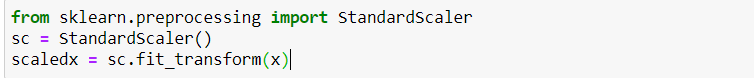 from sklearn.preprocessing import StandardScaler
sc = StandardScaler()
scaledx = sc.fit_transform(x)